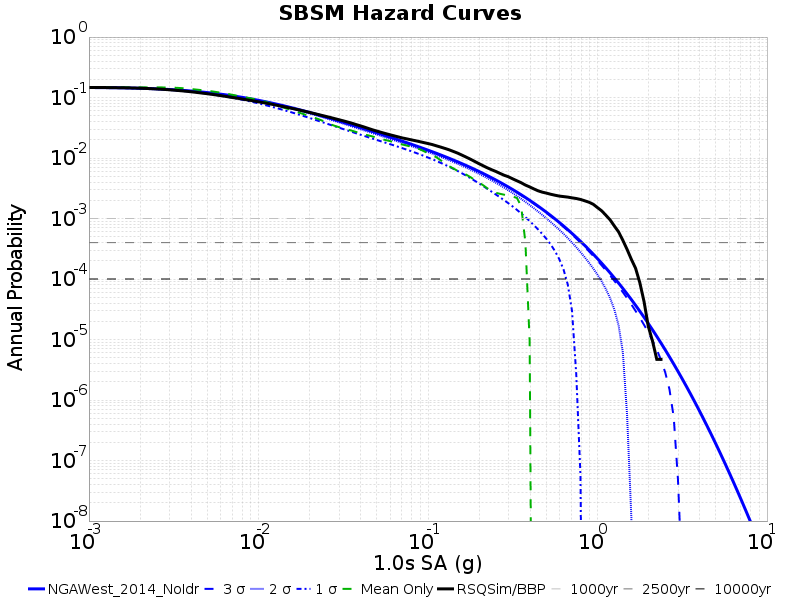 SBSM Hazard Curves
10^0
10^-1
10^-2
10^-3
10^-4
10^-5
10^-6
10^-7
10^-8
Annual Probability
10^-3 10^-2 10^-1 10^0 10^1
1.0s SA (g)
NGAWest_2014_NoIdr 3 σ 2 σ 1 σ Mean Only RSQSim/BBP 1000yr 2500yr 10000yr